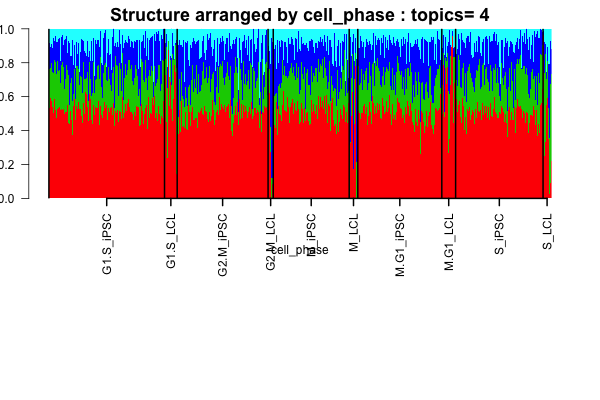 Structure arranged by cell_phase : topics= 4
1.0
0.8
0.6
0.4
0.2
0.0
G1.S_iPSC
G1.S_LCL
G2.M_iPSC
G2.M_LCL
M_iPSC
M_LCL
M.G1_iPSC
M.G1_LCL
S_iPSC
S_LCL
cell_phase